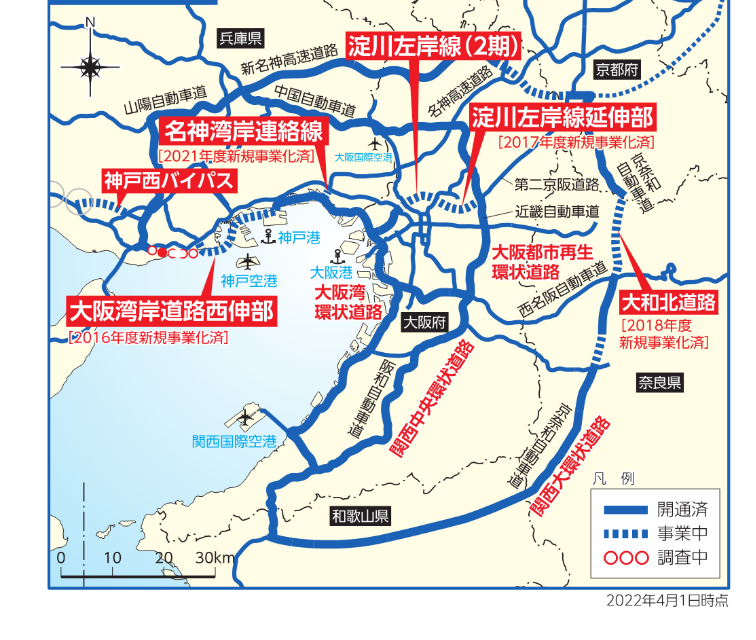 N
兵庫県
淀川左岸線（2期）
新名神高速道路
京都府
名神高速道路
山陽自動車道
中国自動車道
名神湾岸連絡線
［2021年度新規事業化済］
淀川左岸線延伸部
［2017年度新規事業化済］
大阪国際空港
神戸西バイパス
第二京阪道路
京奈和
自動車道
近畿自動車道
神戸港
大阪港
神戸空港
大阪都市再生
環状道路
大阪湾
環状道路
西名阪自動車道
大阪湾岸道路西伸部
［2016年度新規事業化済］
大和北道路
［2018年度
新規事業化済］
大阪府
奈良県
阪和自動車道
関西中央環状道路
京奈和自動車道
関西大環状道路
関西国際空港
和歌山県
凡 例
開通済
事業中
調査中
0 10 20 30km
2022年4月1日時点